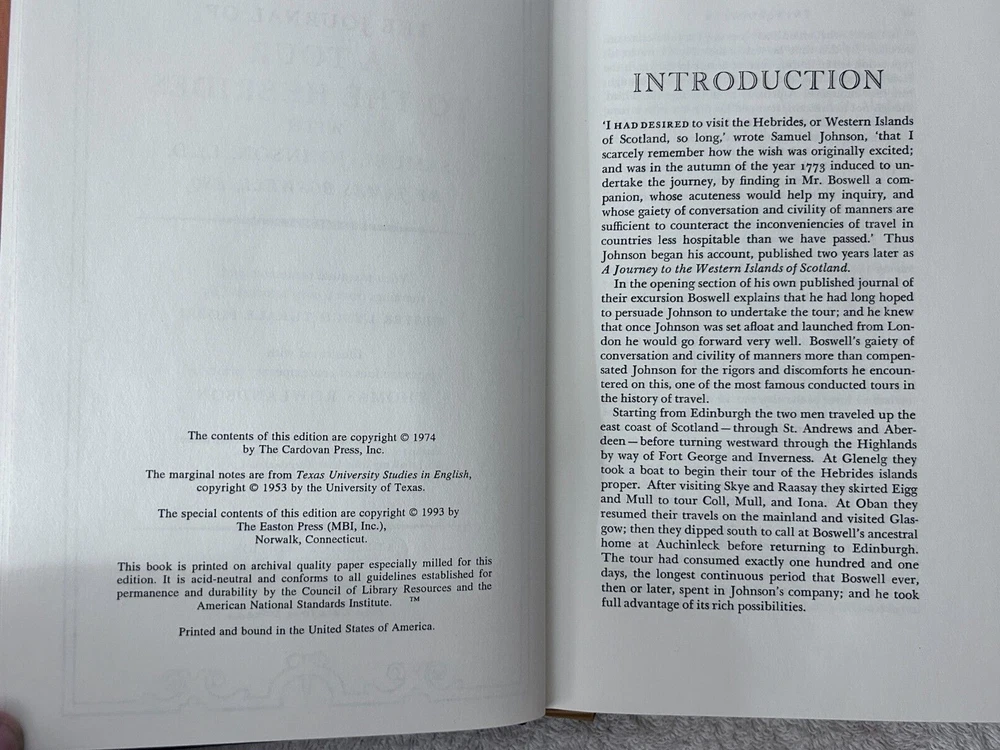 The contents of this edition are copyright © 1974
by The Cardovan Press, Inc.
The marginal notes are from Texas University Studies in English,
copyright © 1953 by the University of Texas.
The special contents of this edition are copyright © 1993 by
The Easton Press (MBI, Inc.),
Norwalk, Connecticut.
This book is printed on archival quality paper especially milled for this
edition. It is acid-neutral and conforms to all guidelines established for
permanence and durability by the Council of Library Resources and the
American National Standards Institute. ™
Printed and bound in the United States of America.
INTRODUCTION
'I HAD DESIRED to visit the Hebrides, or Western Islands
of Scotland, so long,' wrote Samuel Johnson, 'that I
scarcely remember how the wish was originally excited;
and was in the autumn of the year 1773 induced to un-
dertake the journey, by finding in Mr. Boswell a com-
panion, whose acuteness would help my inquiry, and
whose gaiety of conversation and civility of manners are
sufficient to counteract the inconveniencies of travel in
countries less hospitable than we have passed.' Thus
Johnson began his account, published two years later as
A Journey to the Western Islands of Scotland.
In the opening section of his own published journal of
their excursion Boswell explains that he had long hoped
to persuade Johnson to undertake the tour; and he knew
that once Johnson was set afloat and launched from Lon-
don he would go forward very well. Boswell's gaiety of
conversation and civility of manners more than compen-
sated Johnson for the rigors and discomforts he encoun-
tered on this, one of the most famous conducted tours in
the history of travel.
Starting from Edinburgh the two men traveled up the
east coast of Scotland—through St. Andrews and Aber-
deen—before turning westward through the Highlands
by way of Fort George and Inverness. At Glenelg they
took a boat to begin their tour of the Hebrides islands
proper. After visiting Skye and Raasay they skirted Eigg
and Mull to tour Coll, Mull, and Iona. At Oban they
resumed their travels on the mainland and visited Glas-
gow; then they dipped south to call at Boswell's ancestral
home at Auchinleck before returning to Edinburgh.
The tour had consumed exactly one hundred and one
days, the longest continuous period that Boswell ever,
then or later, spent in Johnson's company; and he took
full advantage of its rich possibilities.